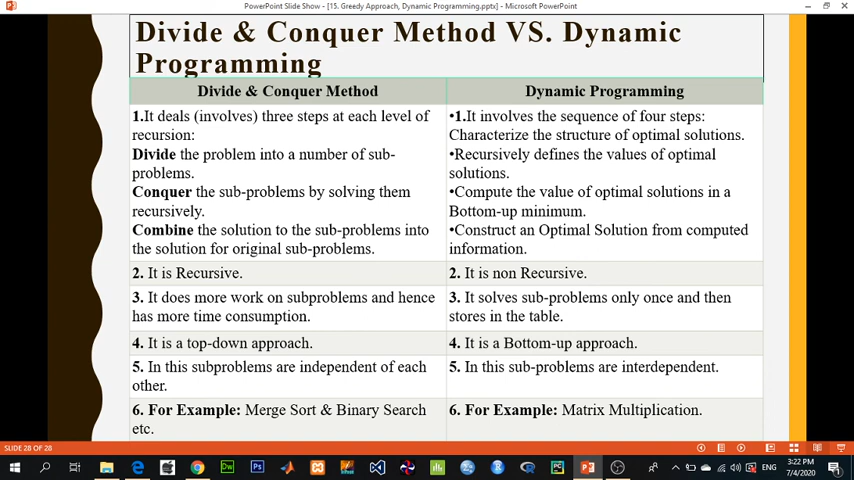 PowerPoint Slide Show - [15. Greedy Approach, Dynamic Programming.pptx] - Microsoft PowerPoint
Divide & Conquer Method VS. Dynamic
Programming
Divide & Conquer Method
1.It deals (involves) three steps at each level of
recursion:
Divide the problem into a number of sub-
problems.
Conquer the sub-problems by solving them
recursively.
Combine the solution to the sub-problems into
the solution for original sub-problems.
Dynamic Programming
•1.It involves the sequence of four steps:
Characterize the structure of optimal solutions.
•Recursively defines the values of optimal
solutions.
•Compute the value of optimal solutions in a
Bottom-up minimum.
•Construct an Optimal Solution from computed
information.
2. It is Recursive.
2. It is non Recursive.
3. It does more work on subproblems and hence
has more time consumption.
3. It solves sub-problems only once and then
stores in the table.
4. It is a top-down approach.
4. It is a Bottom-up approach.
5. In this subproblems are independent of each
other.
5. In this sub-problems are interdependent.
6. For Example: Merge Sort & Binary Search
etc.
6. For Example: Matrix Multiplication.
SLIDE 28 OF 28
Dw
Ps
R
PC
ENG
3:22 PM
7/4/2020